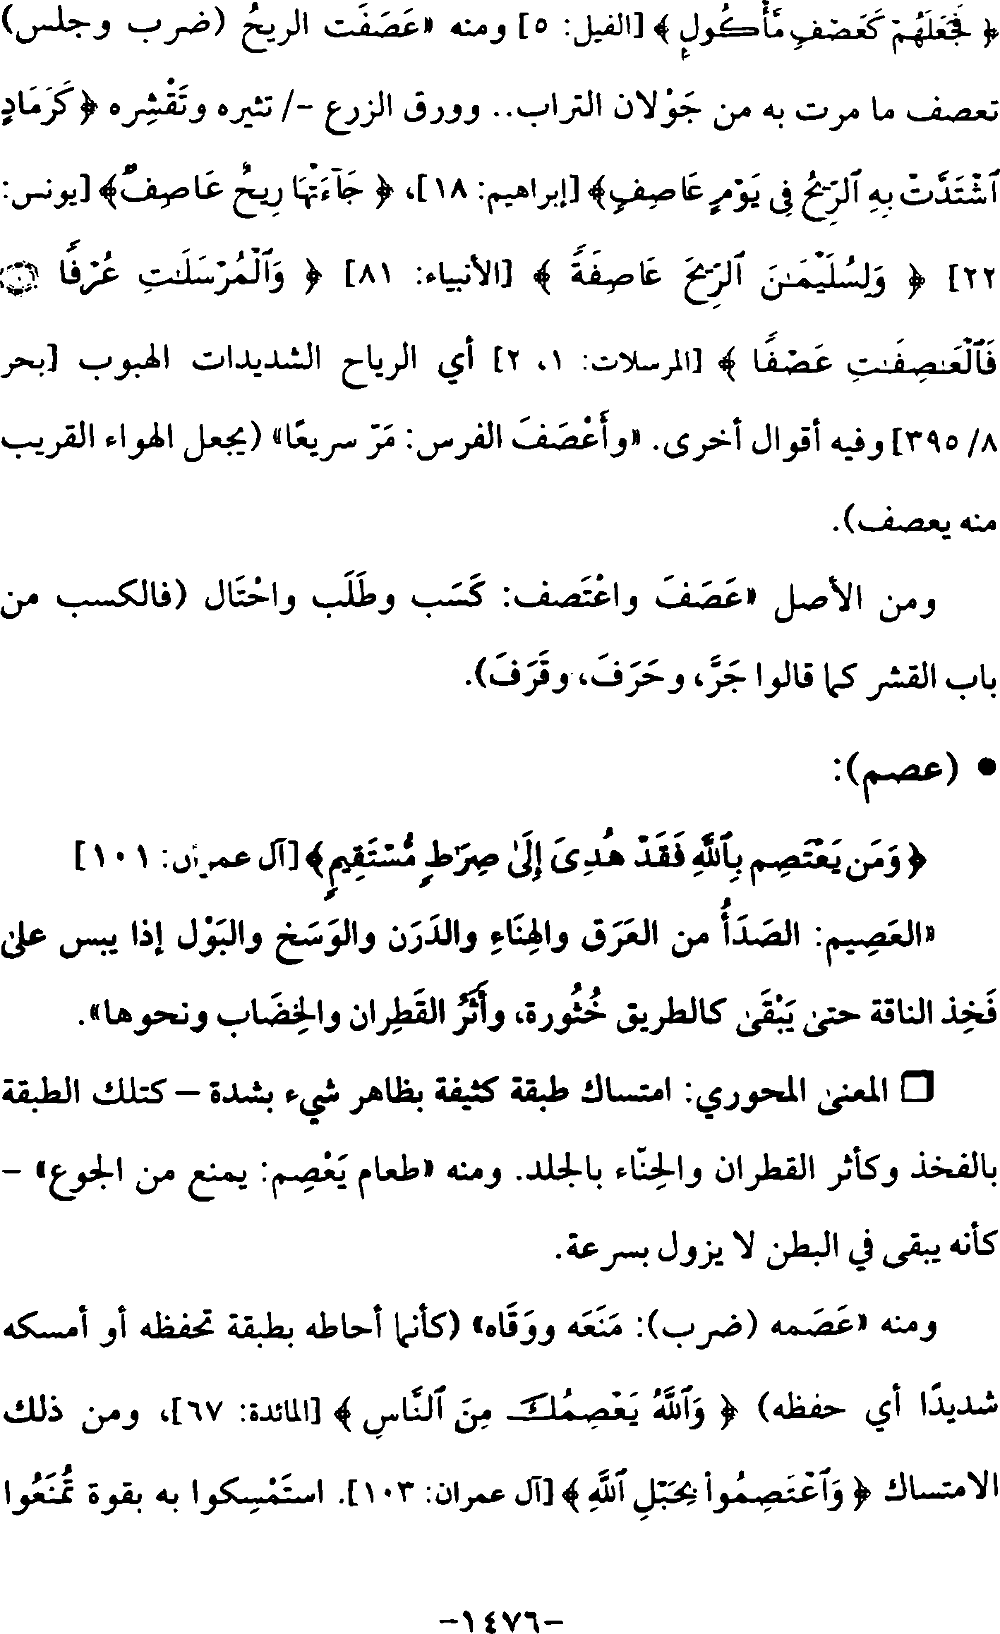 ﴿ فَجَعَلَهُمْ كَعَصْفٍ مَّأْكُولٍ ﴾ [الفيل: ٥] ومنه «عَصَفَت الريحُ (ضرب وجلس)
تعصف ما مرت به من جَوْلان التراب.. وورق الزرع -/ تثيره وتَقْشِره ﴿ كَرَمَادٍ
ٱشْتَدَّتْ بِهِ ٱلرِّيحُ فِى يَوْمٍ عَاصِفٍ﴾ [إبراهيم: ١٨]، ﴿ جَآءَتْهَا رِيحٌ عَاصِفٌ﴾ [يونس:
٢٢] ﴿ وَلِسُلَيْمَـٰنَ ٱلرِّيحَ عَاصِفَةً ﴾ [الأنبياء: ٨١] ﴿ وَٱلْمُرْسَلَـٰتِ عُرْفًا ۝
فَٱلْعَـٰصِفَـٰتِ عَصْفًا ﴾ [المرسلات: ١، ٢] أي الرياح الشديدات الهبوب [بحر
٨/ ٣٩٥] وفيه أقوال أخرى. «وأَعْصَفَ الفرس: مَرّ سريعًا» (يجعل الهواء القريب
منه يعصف).
ومن الأصل «عَصَفَ واعْتَصف: كَسَب وطَلَب واحْتَال (فالكسب من
باب القشر كما قالوا جَرَّ، وحَرَفَ، وقَرَفَ).
● (عصم):
﴿ وَمَن يَعْتَصِم بِٱللَّهِ فَقَدْ هُدِىَ إِلَىٰ صِرَٰطٍ مُّسْتَقِيمٍ﴾ [آل عمران: ١٠١]
«العَصِيم: الصَدَأُ من العَرَق والهِنَاءِ والدَرَن والوَسَخ والبَوْل إذا يبس علىٰ
فَخِذ الناقة حتىٰ يَبْقَىٰ كالطريق خُثُورة، وأَثَرُ القَطِران والخِضَاب ونحوها».
□ المعنىٰ المحوري: امتساك طبقة كثيفة بظاهر شيء بشدة – كتلك الطبقة
بالفخذ وكأثر القطران والحِنّاء بالجلد. ومنه «طعام يَعْصِم: يمنع من الجوع» –
كأنه يبقى في البطن لا يزول بسرعة.
ومنه «عَصَمه (ضرب): مَنَعَه ووَقَاه» (كأنما أحاطه بطبقة تحفظه أو أمسكه
شديدًا أي حفظه) ﴿ وَٱللَّهُ يَعْصِمُكَ مِنَ ٱلنَّاسِ ﴾ [المائدة: ٦٧]، ومن ذلك
الامتساك ﴿ وَٱعْتَصِمُوا۟ بِحَبْلِ ٱللَّهِ ﴾ [آل عمران: ١٠٣]. استَمْسِكوا به بقوة تُمْنَعُوا
-١٤٧٦-